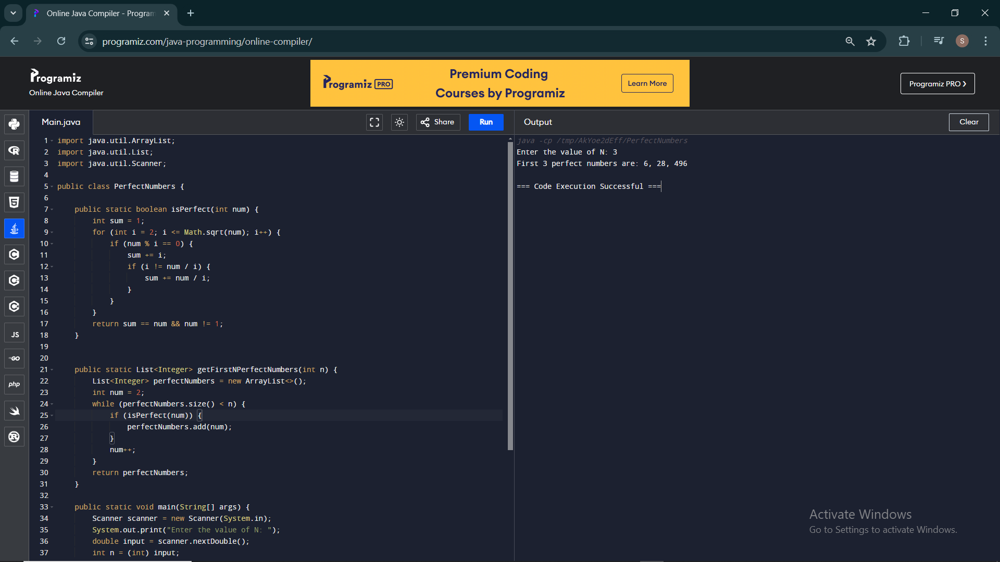 Online Java Compiler - Program
programiz.com/java-programming/online-compiler/
S
Programiz
Online Java Compiler
Programiz PRO
Premium Coding
Courses by Programiz
Learn More
Programiz PRO ›
Main.java
Share
Run
Output
Clear
1 import java.util.ArrayList;
2 import java.util.List;
3 import java.util.Scanner;
4
5 public class PerfectNumbers {
6
7     public static boolean isPerfect(int num) {
8         int sum = 1;
9         for (int i = 2; i <= Math.sqrt(num); i++) {
10             if (num % i == 0) {
11                 sum += i;
12                 if (i != num / i) {
13                     sum += num / i;
14                 }
15             }
16         }
17         return sum == num && num != 1;
18     }
19
20
21     public static List<Integer> getFirstNPerfectNumbers(int n) {
22         List<Integer> perfectNumbers = new ArrayList<>();
23         int num = 2;
24         while (perfectNumbers.size() < n) {
25             if (isPerfect(num)) {
26                 perfectNumbers.add(num);
27             }
28             num++;
29         }
30         return perfectNumbers;
31     }
32
33     public static void main(String[] args) {
34         Scanner scanner = new Scanner(System.in);
35         System.out.print("Enter the value of N: ");
36         double input = scanner.nextDouble();
37         int n = (int) input;
java -cp /tmp/AkYoe2dEff/PerfectNumbers
Enter the value of N: 3
First 3 perfect numbers are: 6, 28, 496
=== Code Execution Successful ===
R
5
C
C
C
JS
GO
php
R
Activate Windows
Go to Settings to activate Windows.